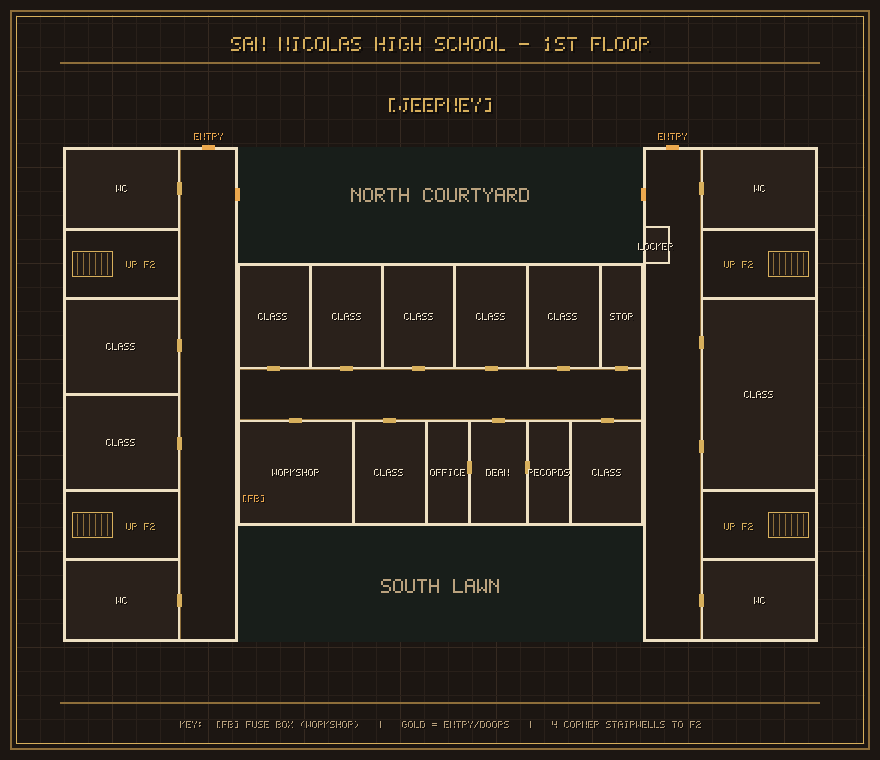 SAN NICOLAS HIGH SCHOOL - 1ST FLOOR
[JEEPNEY]
ENTRY ENTRY
WC NORTH COURTYARD WC
LOCKER
UP F2 UP F2
CLASS CLASS CLASS CLASS CLASS STOR
CLASS
CLASS
CLASS
WORKSHOP CLASS OFFICE DEAN RECORDS CLASS
[FB]
UP F2 UP F2
SOUTH LAWN
WC WC
KEY: [FB] FUSE BOX (WORKSHOP) | GOLD = ENTRY/DOORS | 4 CORNER STAIRWELLS TO F2